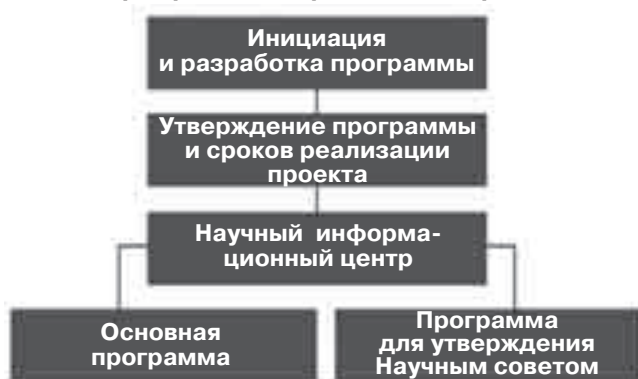 Инициация
и разработка программы
Утверждение программы
и сроков реализации
проекта
Научный информа-
ционный центр
Основная
программа
Программа
для утверждения
Научным советом